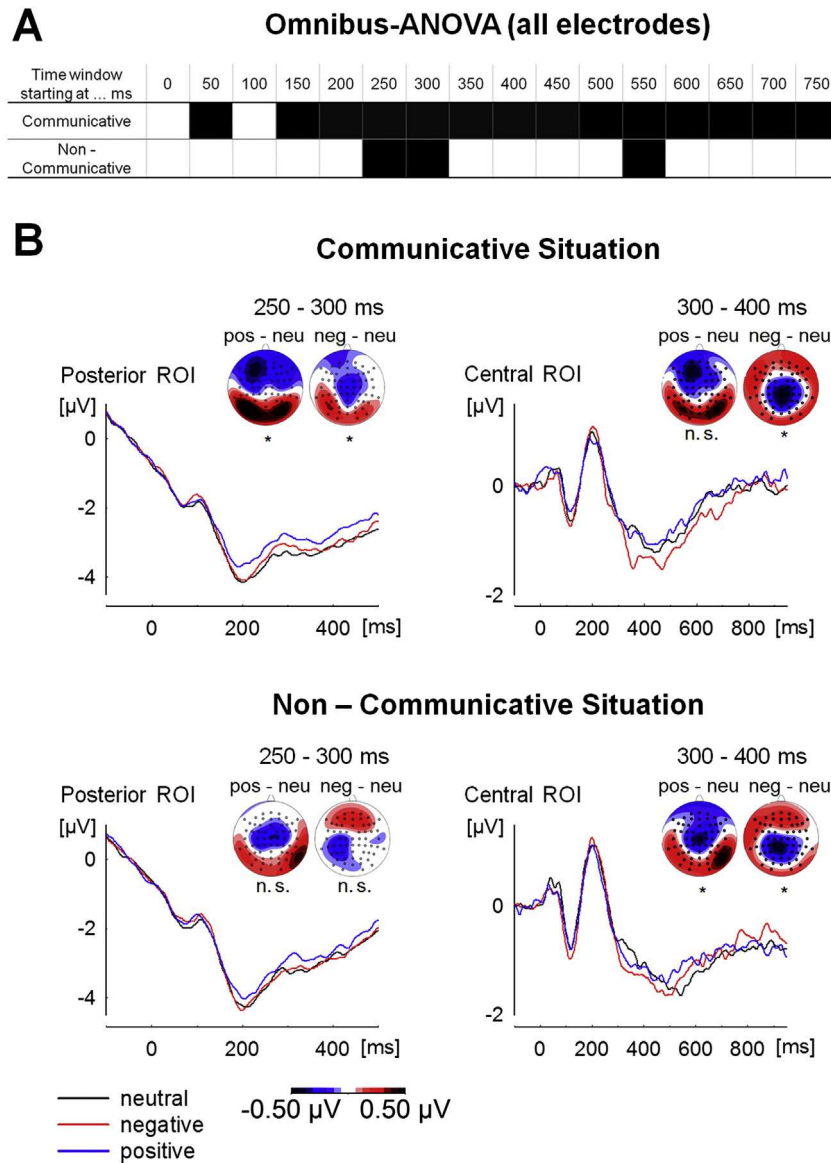 A
Omnibus-ANOVA (all electrodes)
Time window starting at ... ms 0 50 100 150 200 250 300 350 400 450 500 550 600 650 700 750
Communicative
Non - Communicative
B
Communicative Situation
250 - 300 ms
pos - neu neg - neu
Posterior ROI
[µV]
* *
0
-2
-4
0 200 400 [ms]
300 - 400 ms
pos - neu neg - neu
Central ROI
[µV]
n. s. *
0
-2
0 200 400 600 800 [ms]
Non – Communicative Situation
250 - 300 ms
pos - neu neg - neu
Posterior ROI
[µV]
n. s. n. s.
0
-2
-4
0 200 400 [ms]
300 - 400 ms
pos - neu neg - neu
Central ROI
[µV]
* *
0
-2
0 200 400 600 800 [ms]
neutral
negative
positive
-0.50 µV 0.50 µV